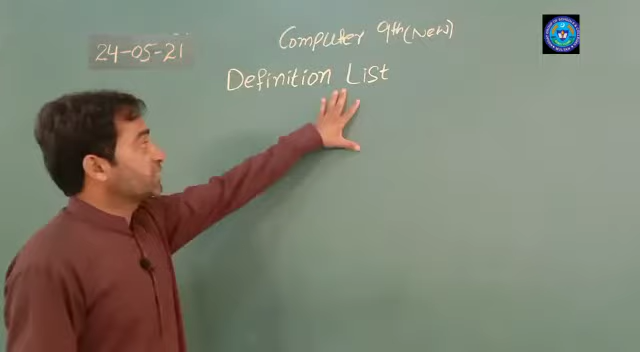 Computer 9th (New)
24-05-21
Definition List